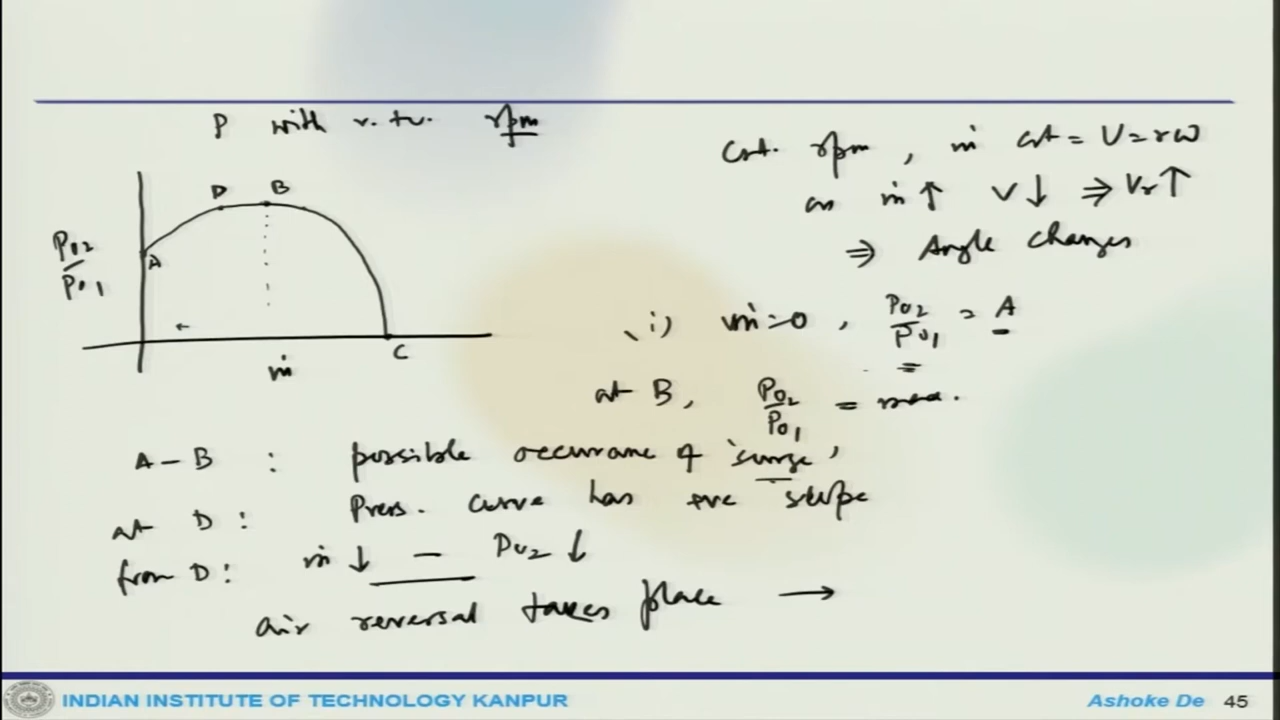 P with r. tv. rpm
Cst. rpm , ṁ cst = U = rω
as ṁ ↑ V ↓ ⇒ Vr ↑
⇒ Angle changes
D B
P02/P01
A
C
ṁ
i) ṁ = 0 , P02/P01 = A
at B, P02/P01 = max.
A – B : possible occurance of 'surge'
at D : Pres. curve has +ve slope
from D : ṁ ↓ – P02 ↓
air reversal takes place →
INDIAN INSTITUTE OF TECHNOLOGY KANPUR
Ashoke De 45